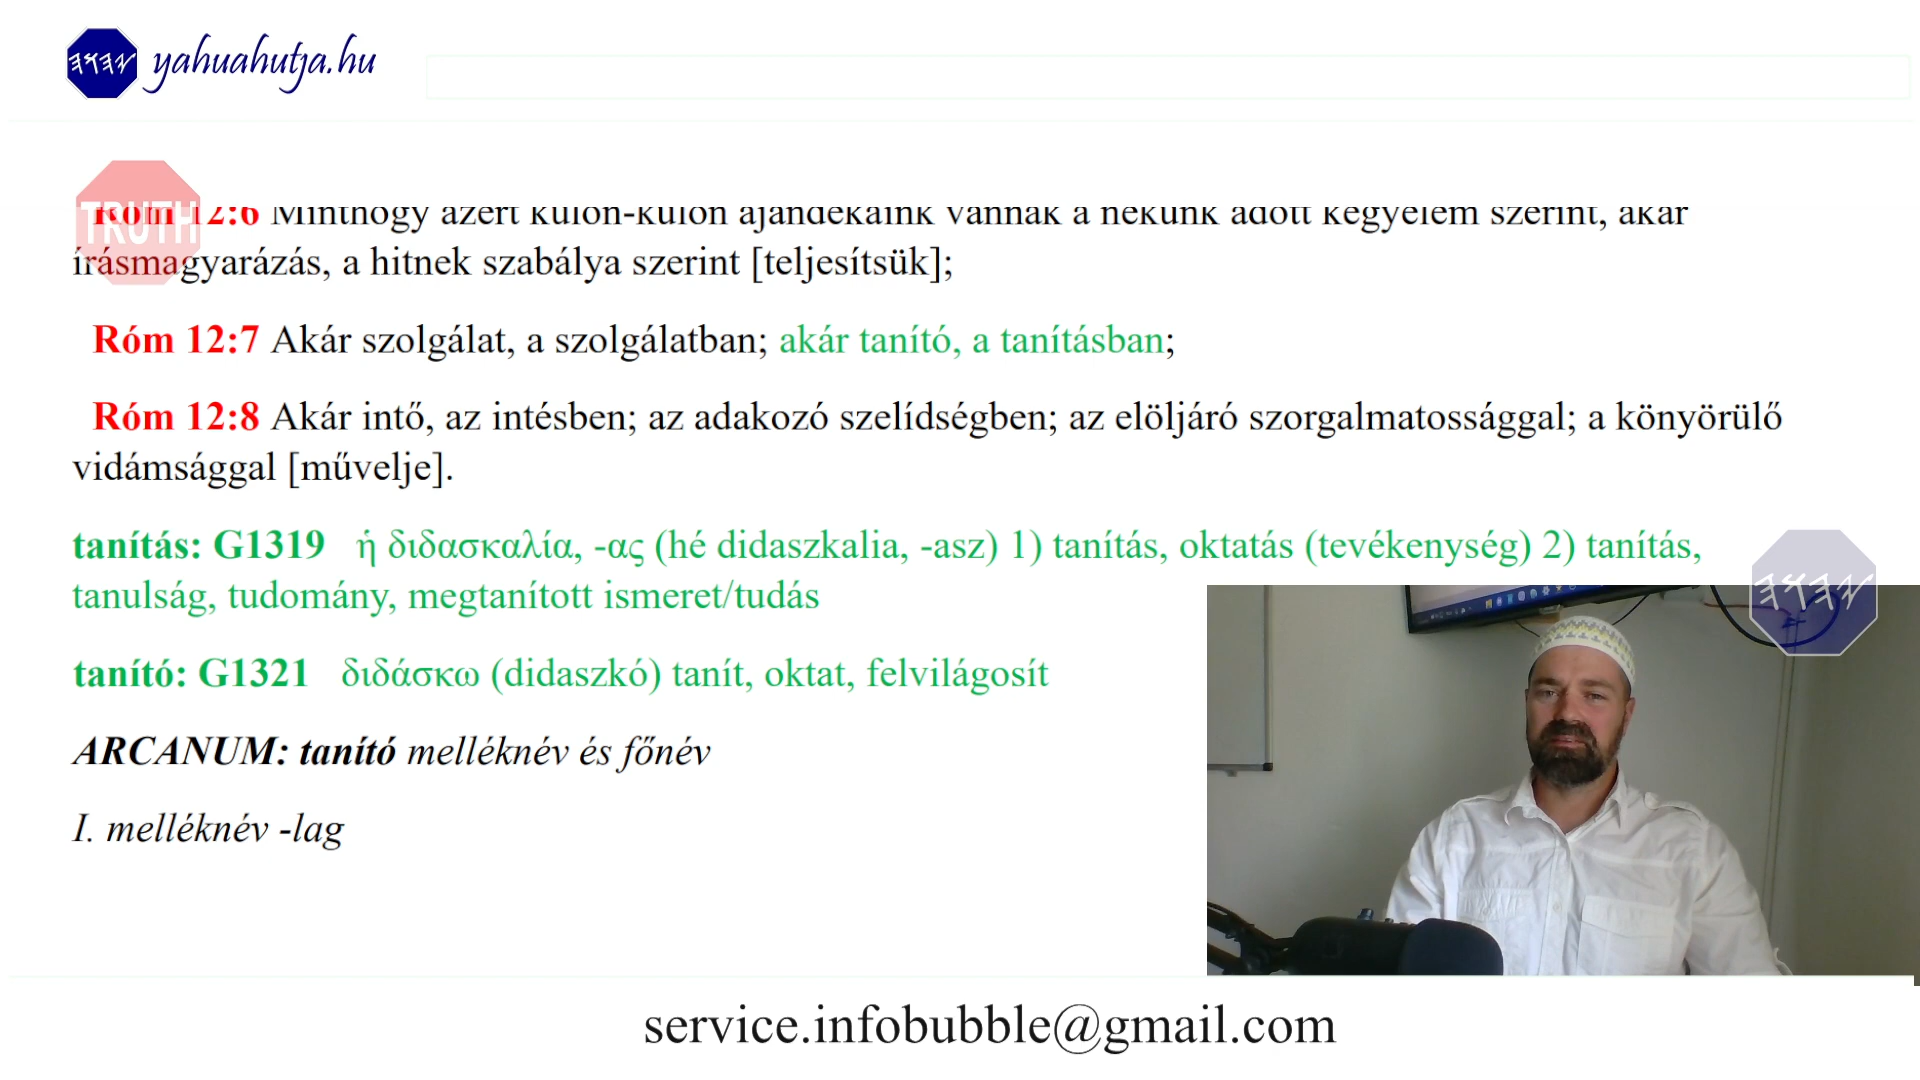 yahuahutja.hu
TRUTH
Róm 12:6 Minthogy azért külön-külön ajándékaink vannak a nékünk adott kegyelem szerint, akár
írásmagyarázás, a hitnek szabálya szerint [teljesítsük];
Róm 12:7 Akár szolgálat, a szolgálatban; akár tanító, a tanításban;
Róm 12:8 Akár intő, az intésben; az adakozó szelídségben; az elöljáró szorgalmatossággal; a könyörülő
vidámsággal [művelje].
tanítás: G1319 ἡ διδασκαλία, -ας (hé didaszkalia, -asz) 1) tanítás, oktatás (tevékenység) 2) tanítás,
tanulság, tudomány, megtanított ismeret/tudás
tanító: G1321 διδάσκω (didaszkó) tanít, oktat, felvilágosít
ARCANUM: tanító melléknév és főnév
I. melléknév -lag
service.infobubble@gmail.com